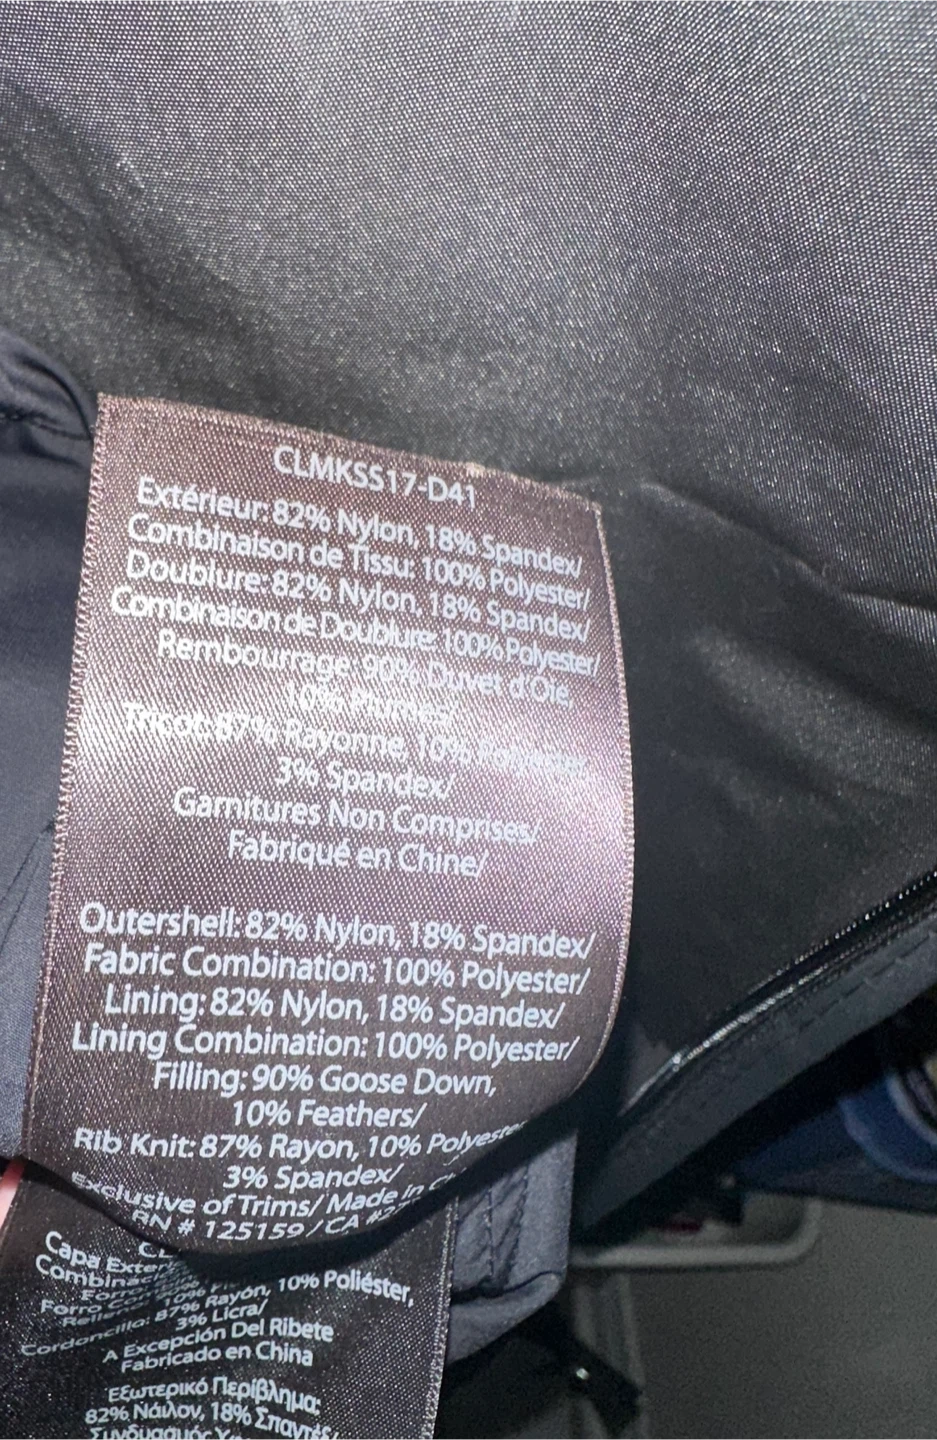 CLMKSS17-D41
Extérieur: 82% Nylon, 18% Spandex/
Combinaison de Tissu: 100% Polyester/
Doublure: 82% Nylon, 18% Spandex/
Combinaison de Doublure: 100% Polyester/
Rembourrage: 90% Duvet d'Oie,
10% Plumes/
Tricot: 87% Rayonne, 10% Polyester,
3% Spandex/
Garnitures Non Comprises/
Fabriqué en Chine/
Outershell: 82% Nylon, 18% Spandex/
Fabric Combination: 100% Polyester/
Lining: 82% Nylon, 18% Spandex/
Lining Combination: 100% Polyester/
Filling: 90% Goose Down,
10% Feathers/
Rib Knit: 87% Rayon, 10% Polyester
3% Spandex/
Exclusive of Trims/ Made in
RN # 125159 / CA #
Capa
Forro
10%
Cordoncillo: 87% Rayón, 10% Poliéster,
3% Licra/
A Excepción Del Ribete
Fabricado en China
Εξωτερικό Περίβλημα:
82% Νάιλον, 18% Σπαντές/